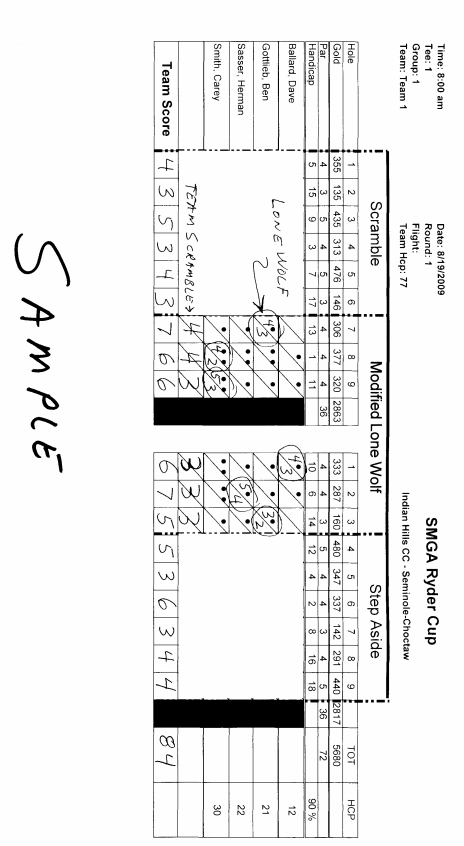 Time: 8:00 am Date: 8/19/2009 SMGA Ryder Cup
Tee: 1 Round: 1 Indian Hills CC - Seminole-Choctaw
Group: 1 Flight:
Team: Team 1 Team Hcp: 77
Scramble Modified Lone Wolf Step Aside
Hole 1 2 3 4 5 6 7 8 9 1 2 3 4 5 6 7 8 9 TOT HCP
Gold 355 135 435 313 476 146 306 377 320 2863 333 287 160 480 347 337 142 291 440 2817 5680
Par 4 3 5 4 5 3 4 4 4 36 4 4 3 5 4 4 3 4 5 36 72
Handicap 5 15 9 3 7 17 13 1 11 10 6 14 12 4 2 8 16 18 90 %
Ballard, Dave 4 3 12
Gottlieb, Ben LONE WOLF 4 3 3 2 21
Sasser, Herman 5 4 22
Smith, Carey 4 2 5 3 30
TEAM SCRAMBLE → 4 4 3 3 3 3
Team Score 4 3 5 3 4 3 7 6 6 6 7 5 5 3 6 3 4 4 84
SAMPLE